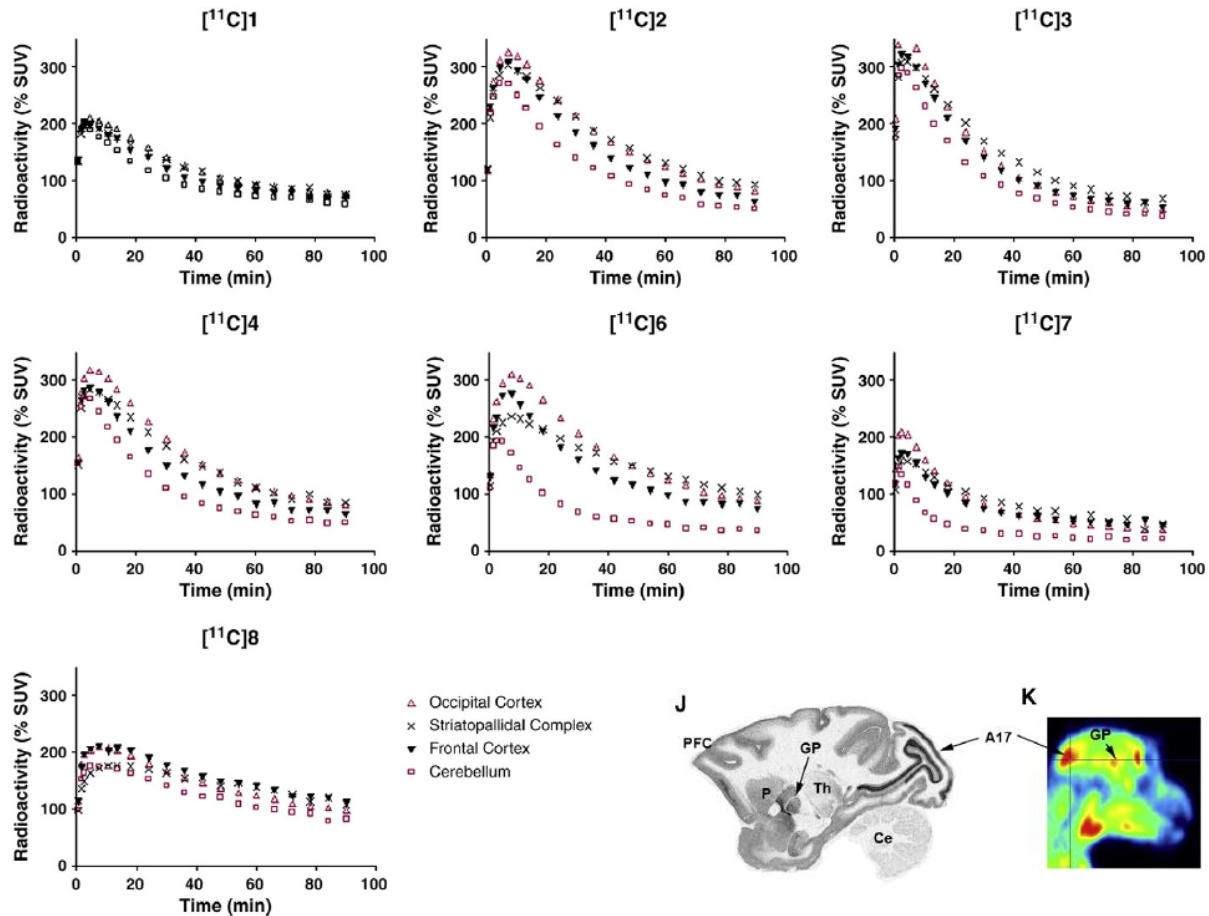 [¹¹C]1
Radioactivity (% SUV)
300
200
100
0
0 20 40 60 80 100
Time (min)
[¹¹C]2
Radioactivity (% SUV)
300
200
100
0
0 20 40 60 80 100
Time (min)
[¹¹C]3
Radioactivity (% SUV)
300
200
100
0
0 20 40 60 80 100
Time (min)
[¹¹C]4
Radioactivity (% SUV)
300
200
100
0
0 20 40 60 80 100
Time (min)
[¹¹C]6
Radioactivity (% SUV)
300
200
100
0
0 20 40 60 80 100
Time (min)
[¹¹C]7
Radioactivity (% SUV)
300
200
100
0
0 20 40 60 80 100
Time (min)
[¹¹C]8
Radioactivity (% SUV)
300
200
100
0
0 20 40 60 80 100
Time (min)
Occipital Cortex
Striatopallidal Complex
Frontal Cortex
Cerebellum
J
PFC
GP
P
Th
Ce
A17
K
GP